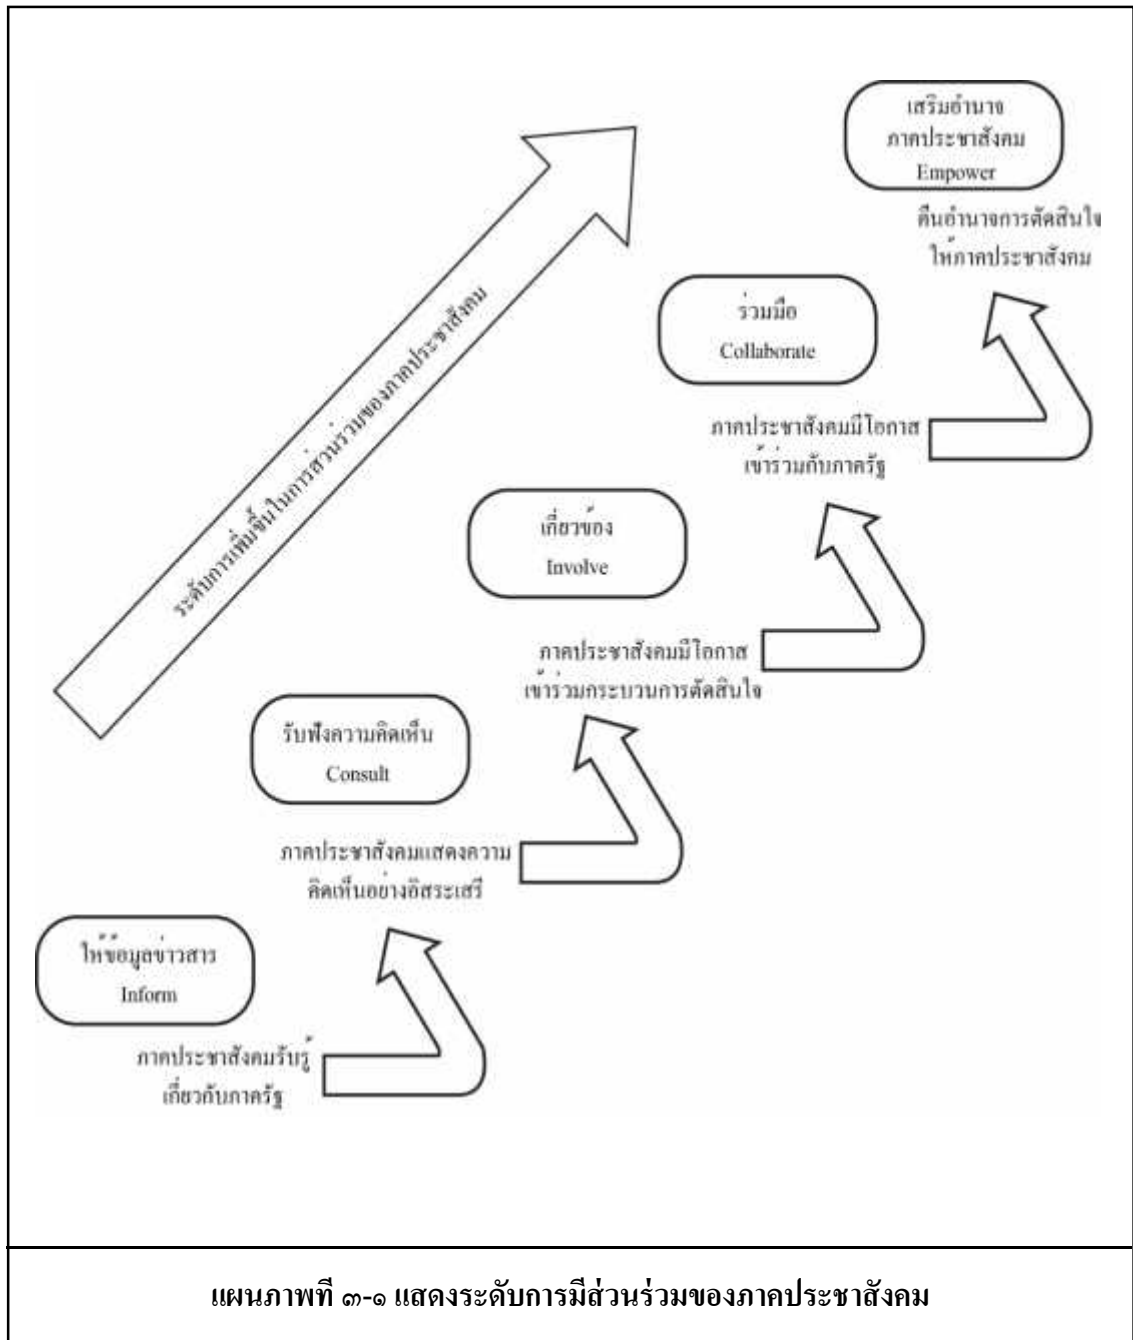 เสริมอำนาจ
ภาคประชาสังคม
Empower
คืนอำนาจการตัดสินใจ
ให้ภาคประชาสังคม
ร่วมมือ
Collaborate
ภาคประชาสังคมมีโอกาส
เข้าร่วมกับภาครัฐ
ระดับการเพิ่มขึ้นในการส่วนร่วมของภาคประชาสังคม
เกี่ยวข้อง
Involve
ภาคประชาสังคมมีโอกาส
เข้าร่วมกระบวนการตัดสินใจ
รับฟังความคิดเห็น
Consult
ภาคประชาสังคมแสดงความ
คิดเห็นอย่างอิสระเสรี
ให้ข้อมูลข่าวสาร
Inform
ภาคประชาสังคมรับรู้
เกี่ยวกับภาครัฐ
แผนภาพที่ ๓-๑ แสดงระดับการมีส่วนร่วมของภาคประชาสังคม